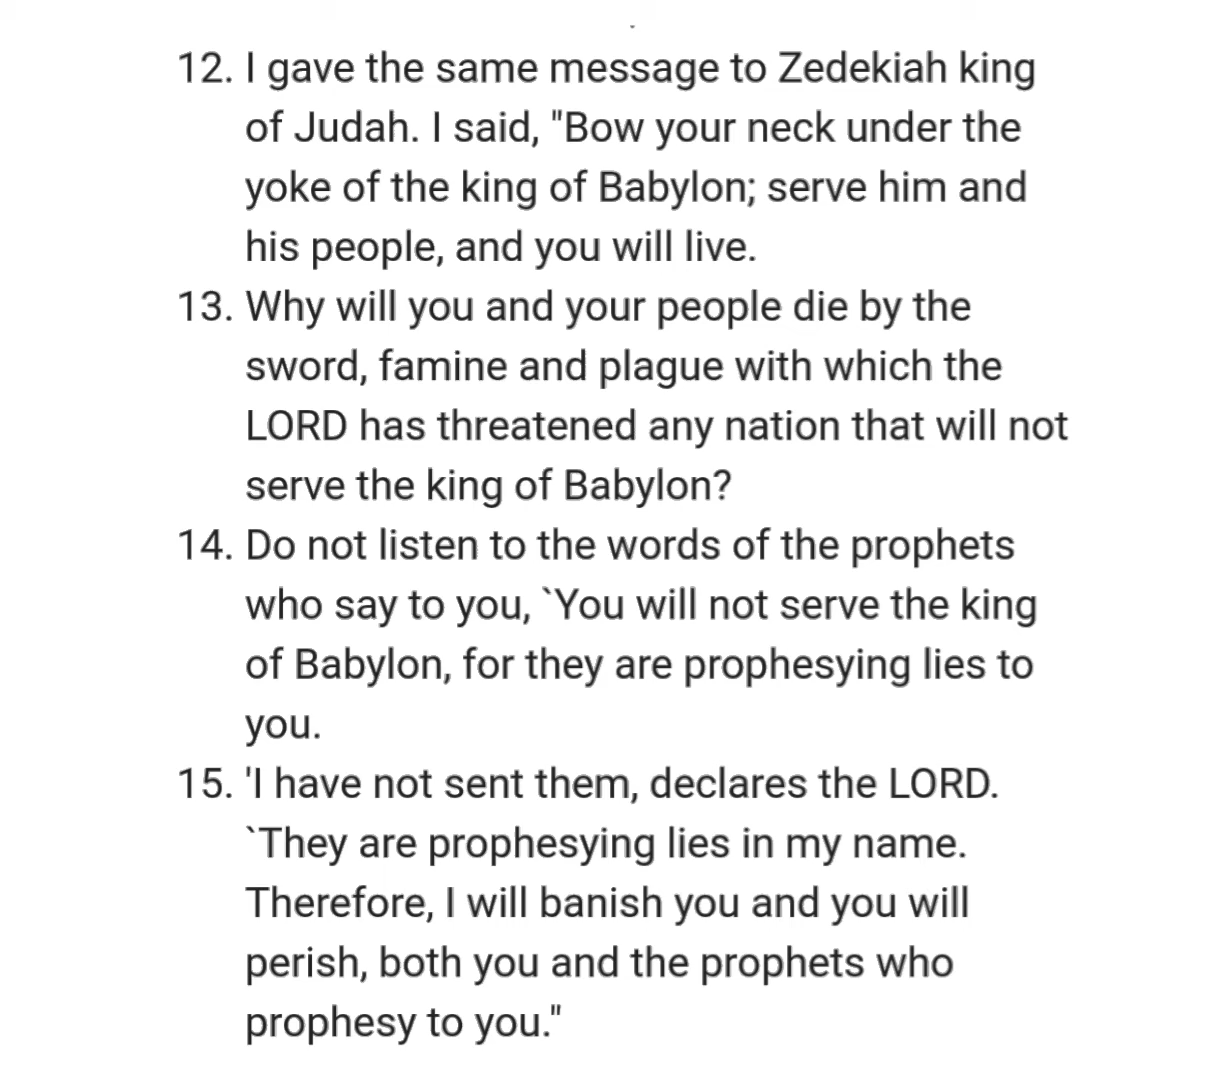 12. I gave the same message to Zedekiah king
of Judah. I said, "Bow your neck under the
yoke of the king of Babylon; serve him and
his people, and you will live.
13. Why will you and your people die by the
sword, famine and plague with which the
LORD has threatened any nation that will not
serve the king of Babylon?
14. Do not listen to the words of the prophets
who say to you, `You will not serve the king
of Babylon, for they are prophesying lies to
you.
15. 'I have not sent them, declares the LORD.
`They are prophesying lies in my name.
Therefore, I will banish you and you will
perish, both you and the prophets who
prophesy to you."